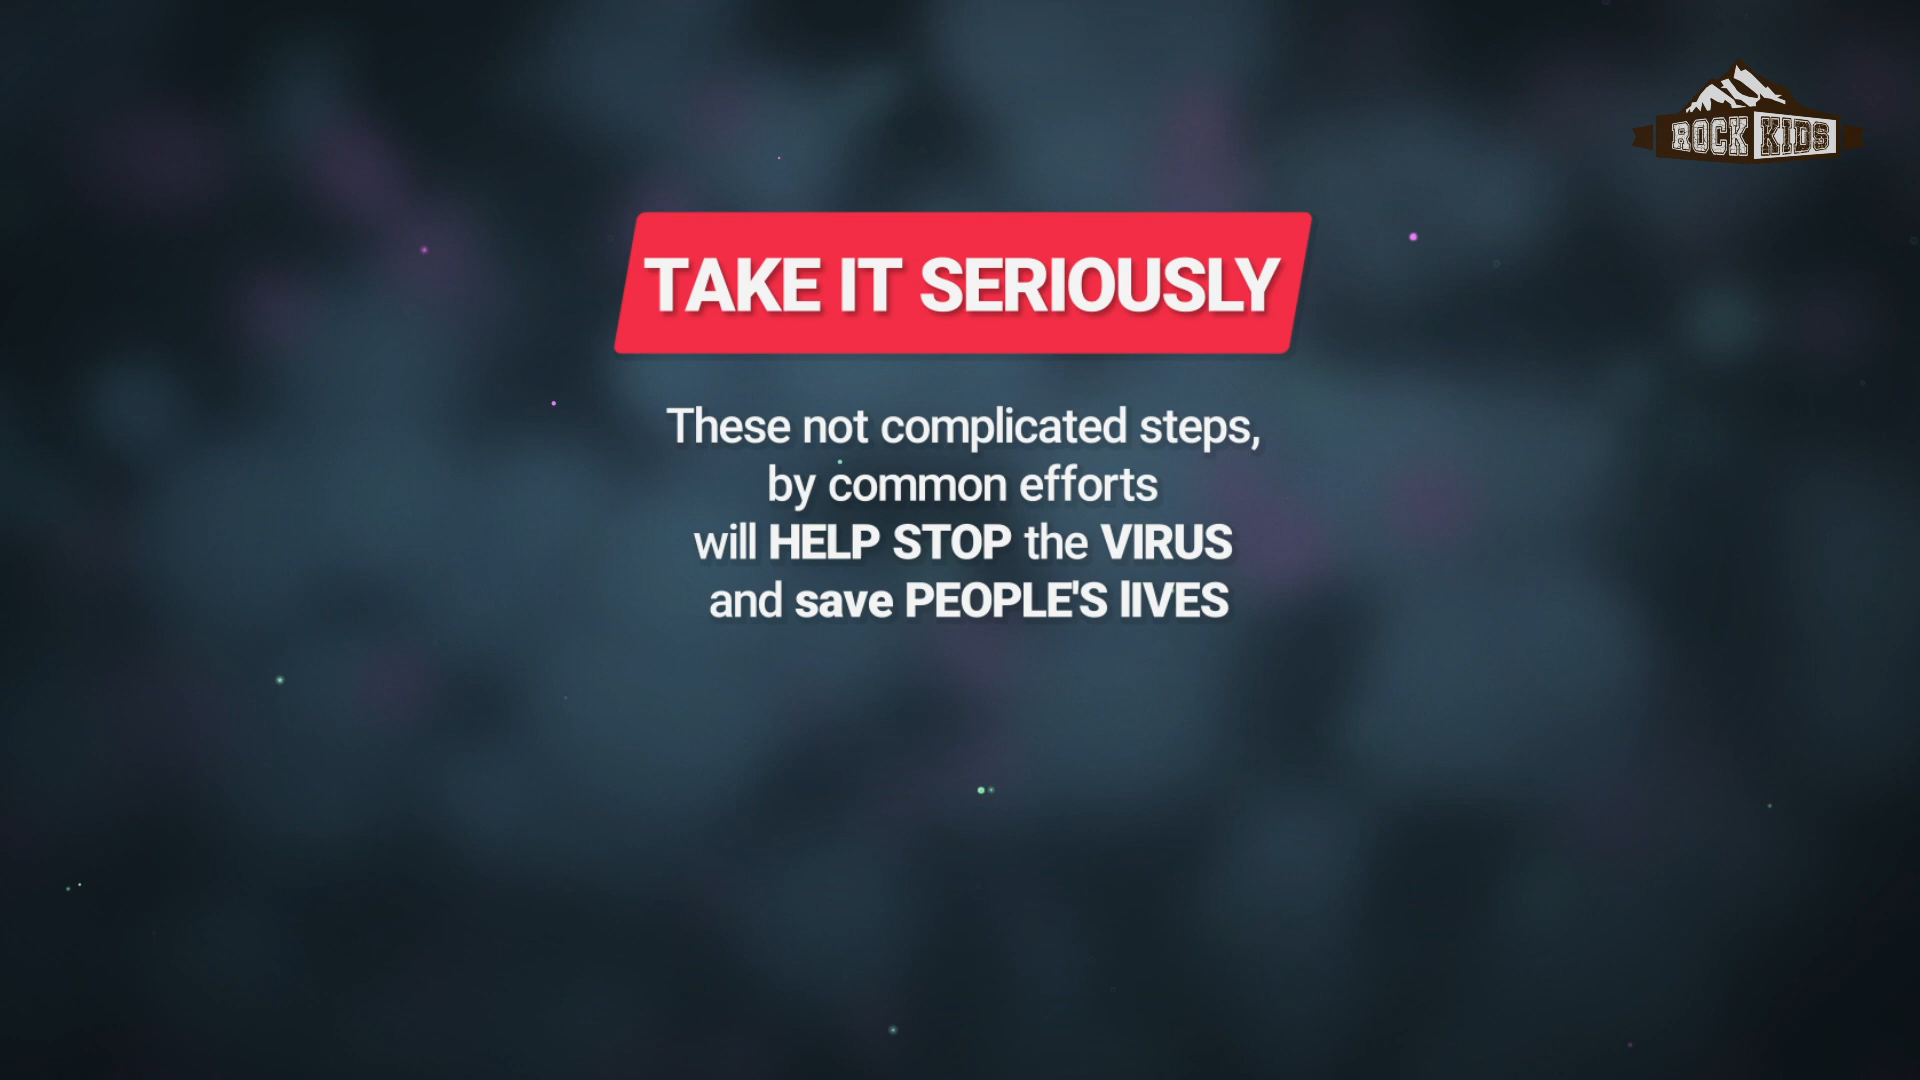 ROCK KIDS
TAKE IT SERIOUSLY
These not complicated steps,
by common efforts
will HELP STOP the VIRUS
and save PEOPLE'S lIVES